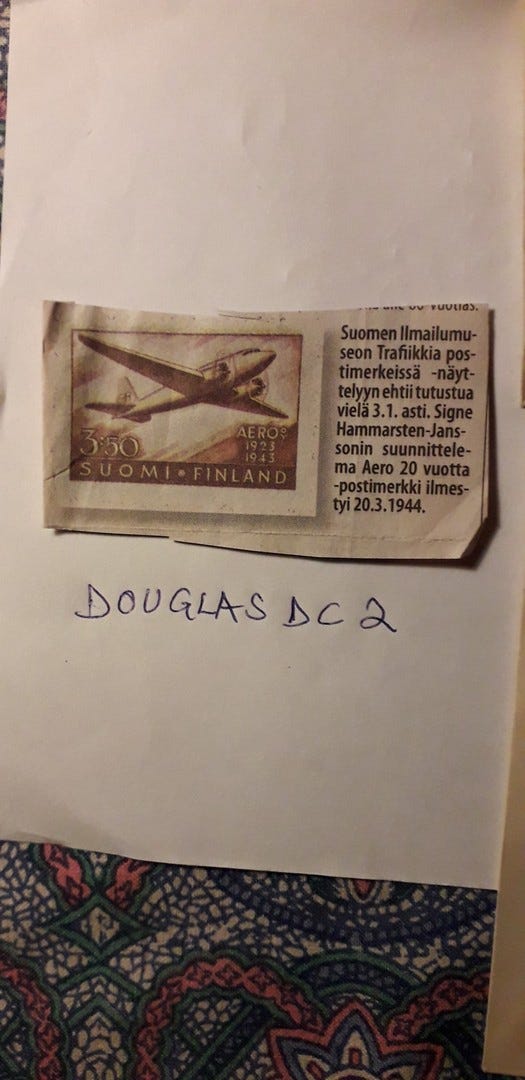 Suomen Ilmailumu-
seon Trafiikkia pos-
timerkeissä -näyt-
telyyn ehtii tutustua
vielä 3.1. asti. Signe
Hammarsten-Jans-
sonin suunnittele-
ma Aero 20 vuotta
-postimerkki ilmes-
tyi 20.3.1944.
3:50
AERO O/Y
1923
1943
SUOMI • FINLAND
DOUGLAS DC 2